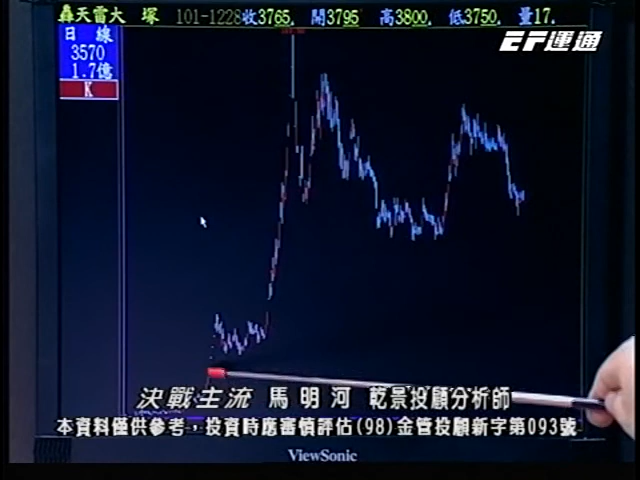 轟天雷大 塚 101-1228收3765. 開3795 高3800. 低3750. 量17.
日線
3570
1.7億
K
EF運通
決戰主流 馬明河 乾景投顧分析師
本資料僅供參考，投資時應審慎評估(98)金管投顧新字第093號
ViewSonic